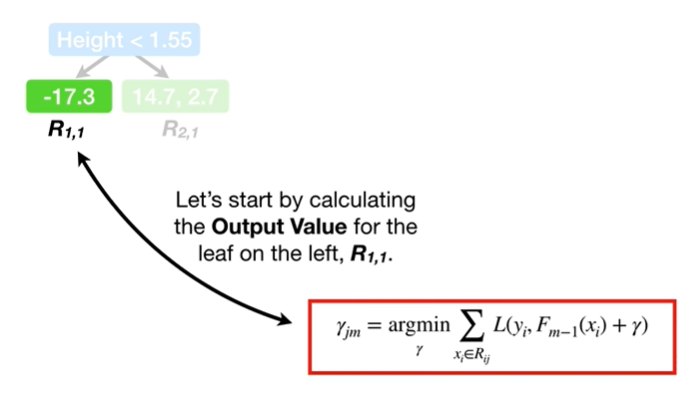 Height < 1.55
-17.3 14.7, 2.7
R1,1 R2,1
Let's start by calculating
the Output Value for the
leaf on the left, R1,1.
γjm = argmin ∑ L(yi, Fm−1(xi) + γ)
γ xi∈Rij